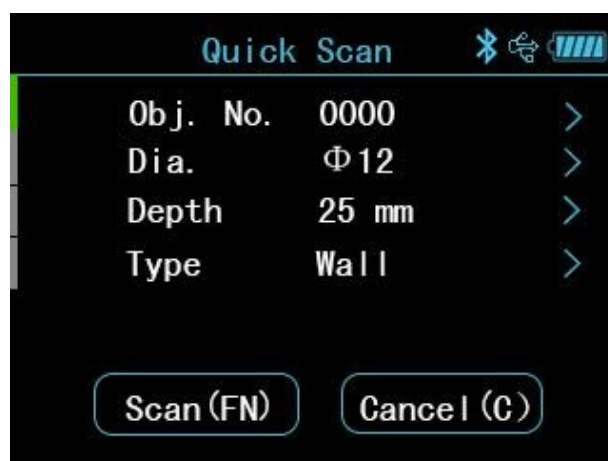 Quick Scan
Obj. No. 0000 >
Dia. Φ12 >
Depth 25 mm >
Type Wall >
Scan(FN) Cancel(C)